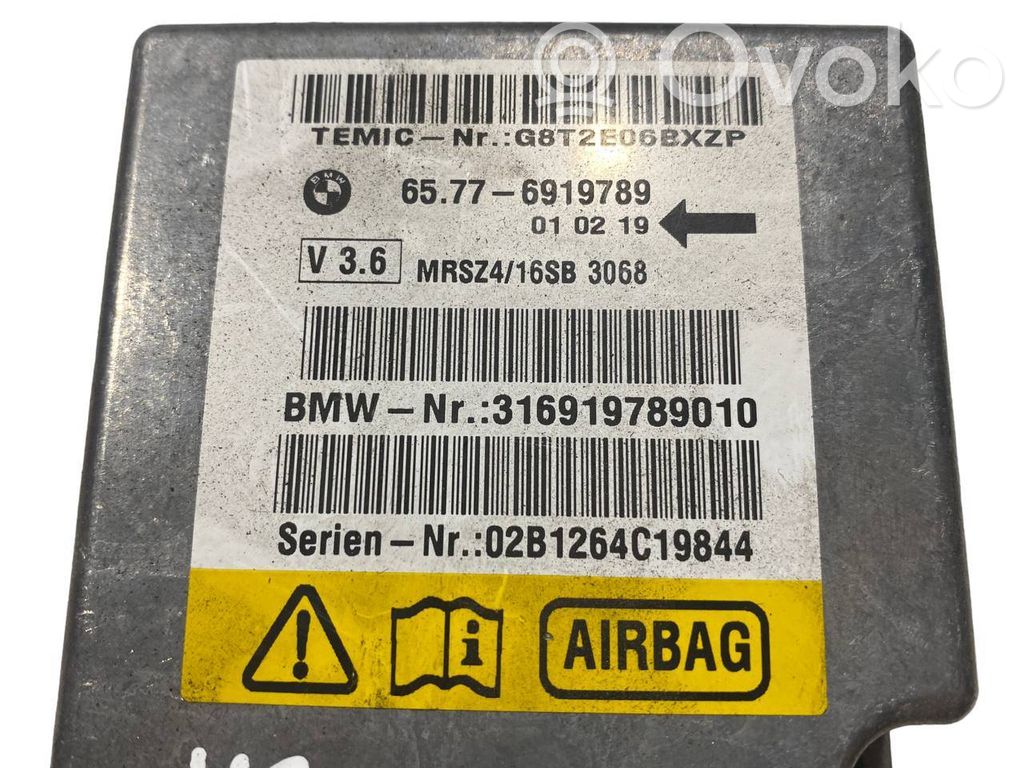 Ovoko
TEMIC-Nr.:G8T2E06BXZP
BMW
65.77-6919789
01 02 19
V 3.6
MRSZ4/16SB 3068
BMW-Nr.:316919789010
Serien-Nr.:02B1264C19844
i
AIRBAG